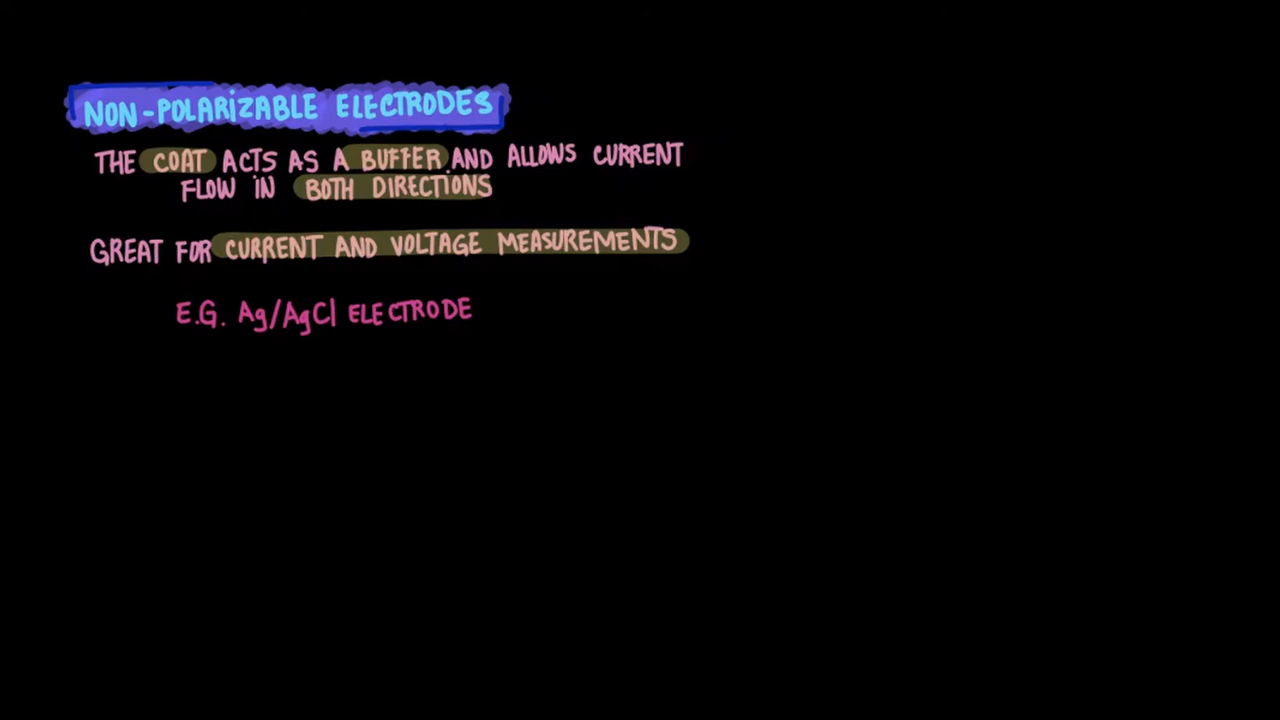 NON-POLARiZABLE ELECTRODES
THE COAT ACTS AS A BUFFER AND ALLOWS CURRENT
FLOW iN BOTH DIRECTIONS
GREAT FOR CURRENT AND VOLTAGE MEASUREMENTS
E.G. Ag/AgCl ELECTRODE